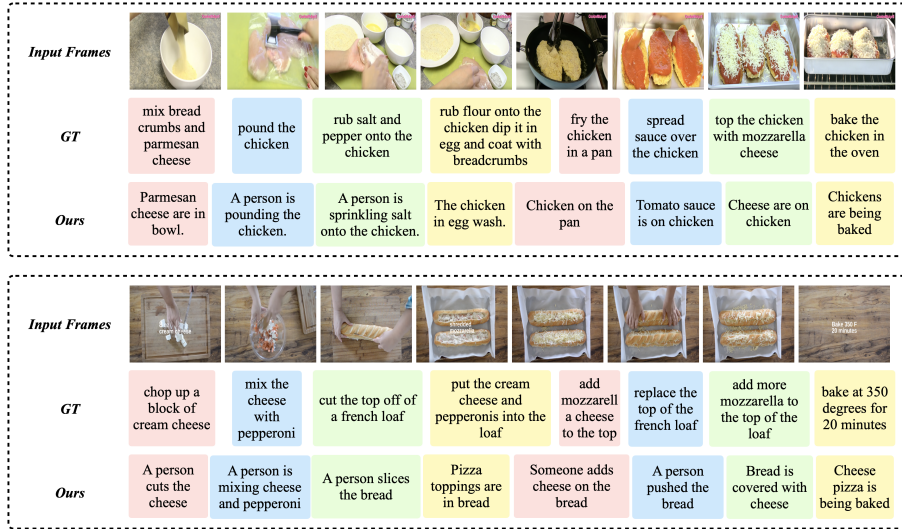 Input Frames
GT
mix bread
crumbs and
parmesan
cheese
pound the
chicken
rub salt and
pepper onto the
chicken
rub flour onto the
chicken dip it in
egg and coat with
breadcrumbs
fry the
chicken
in a pan
spread
sauce over
the chicken
top the chicken
with mozzarella
cheese
bake the
chicken in
the oven
Ours
Parmesan
cheese are in
bowl.
A person is
pounding the
chicken.
A person is
sprinkling salt
onto the chicken.
The chicken
in egg wash.
Chicken on the
pan
Tomato sauce
is on chicken
Cheese are on
chicken
Chickens
are being
baked
Input Frames
cream cheese
shredded
mozzarella
Bake 350 F
20 minutes
GT
chop up a
block of
cream cheese
mix the
cheese
with
pepperoni
cut the top off of
a french loaf
put the cream
cheese and
pepperonis into the
loaf
add
mozzarell
a cheese
to the top
replace the
top of the
french loaf
add more
mozzarella to
the top of the
loaf
bake at 350
degrees for
20 minutes
Ours
A person
cuts the
cheese
A person is
mixing cheese
and pepperoni
A person slices
the bread
Pizza
toppings are
in bread
Someone adds
cheese on the
bread
A person
pushed the
bread
Bread is
covered with
cheese
Cheese
pizza is
being baked